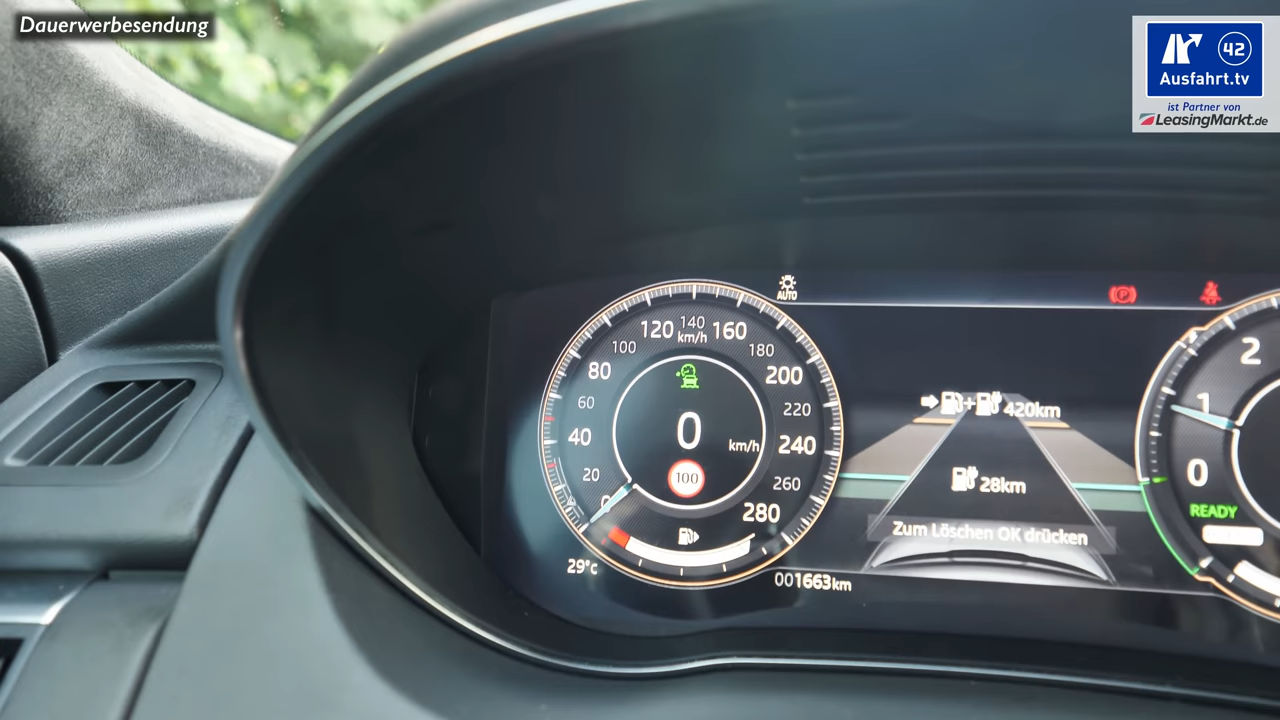 Dauerwerbesendung
42
Ausfahrt.tv
ist Partner von
LeasingMarkt.de
AUTO
P
0
20
40
60
80
100
120
140
160
180
200
220
240
260
280
km/h
0
km/h
100
29°c
001663km
+ 420km
28km
Zum Löschen OK drücken
2
1
0
READY